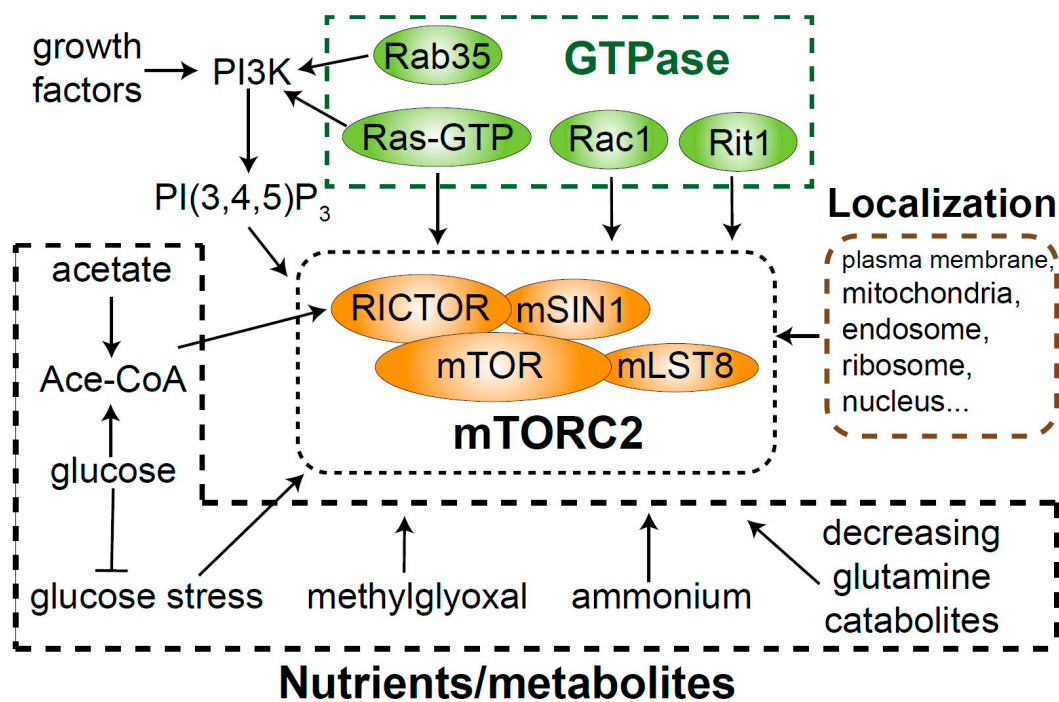 growth
factors
PI3K
Rab35
GTPase
Ras-GTP
Rac1
Rit1
PI(3,4,5)P3
Localization
plasma membrane,
mitochondria,
endosome,
ribosome,
nucleus...
acetate
Ace-CoA
glucose
glucose stress
RICTOR
mSIN1
mTOR
mLST8
mTORC2
methylglyoxal
ammonium
decreasing
glutamine
catabolites
Nutrients/metabolites